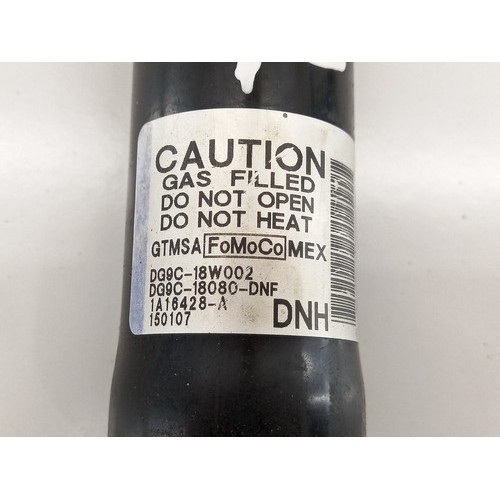 CAUTION
GAS FILLED
DO NOT OPEN
DO NOT HEAT
GTMSA FoMoCo MEX
DG9C-18W002
DG9C-18080-DNF
1A16428-A
150107 DNH